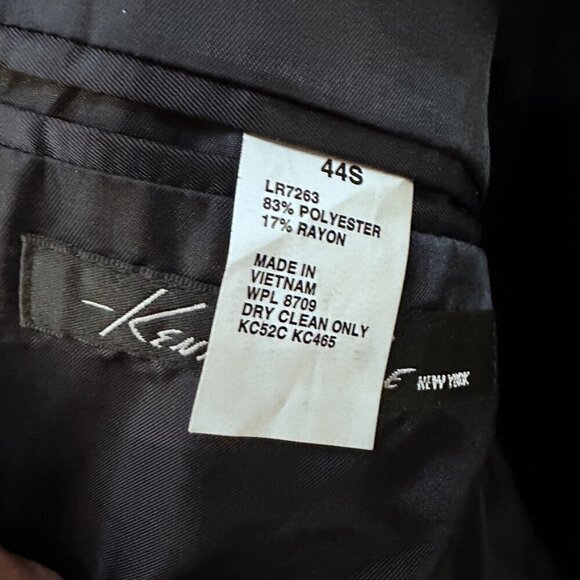 44S
LR7263
83% POLYESTER
17% RAYON
MADE IN
VIETNAM
WPL 8709
DRY CLEAN ONLY
KC52C KC465
NEW YORK